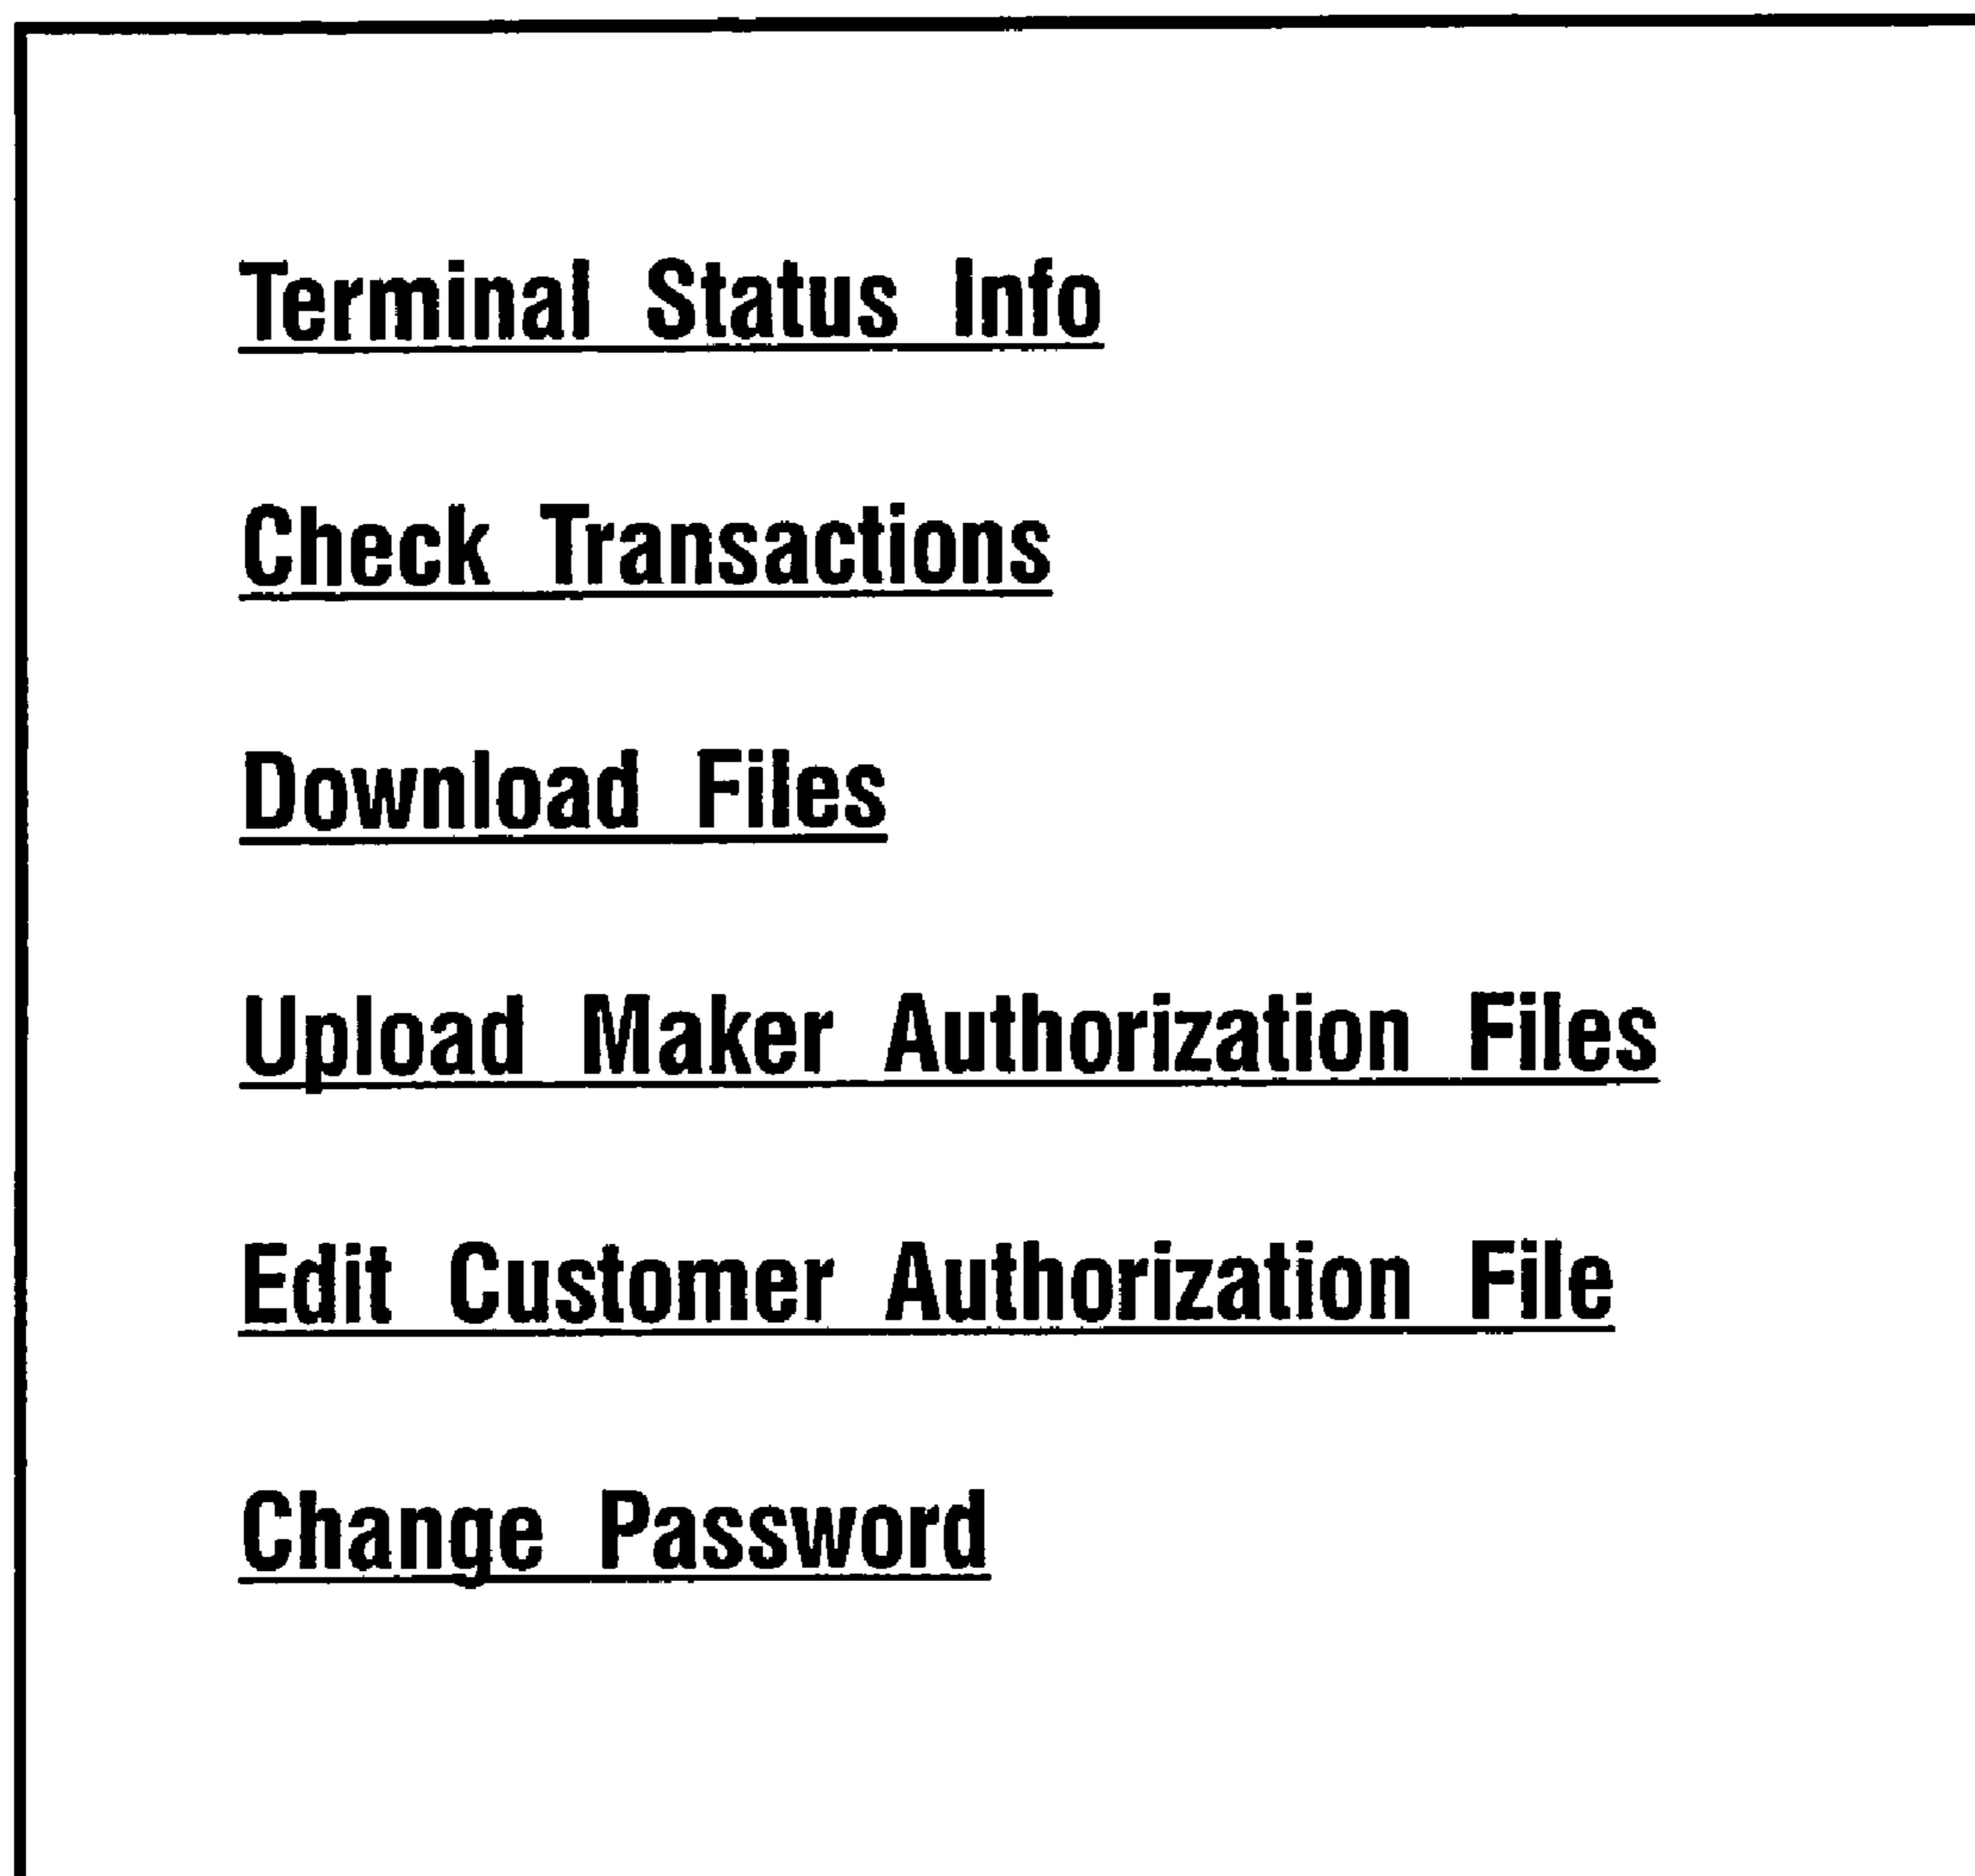 Terminal Status Info
Check Transactions
Download Files
Upload Maker Authorization Files
Edit Customer Authorization File
Change Password